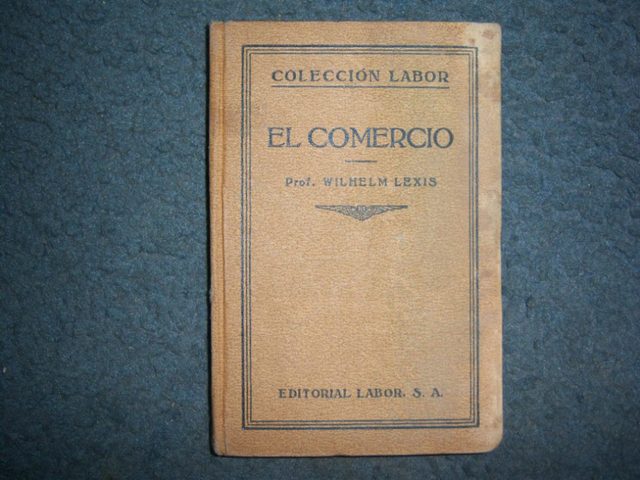 COLECCIÓN LABOR
EL COMERCIO
Prof. WILHELM LEXIS
EDITORIAL LABOR, S. A.